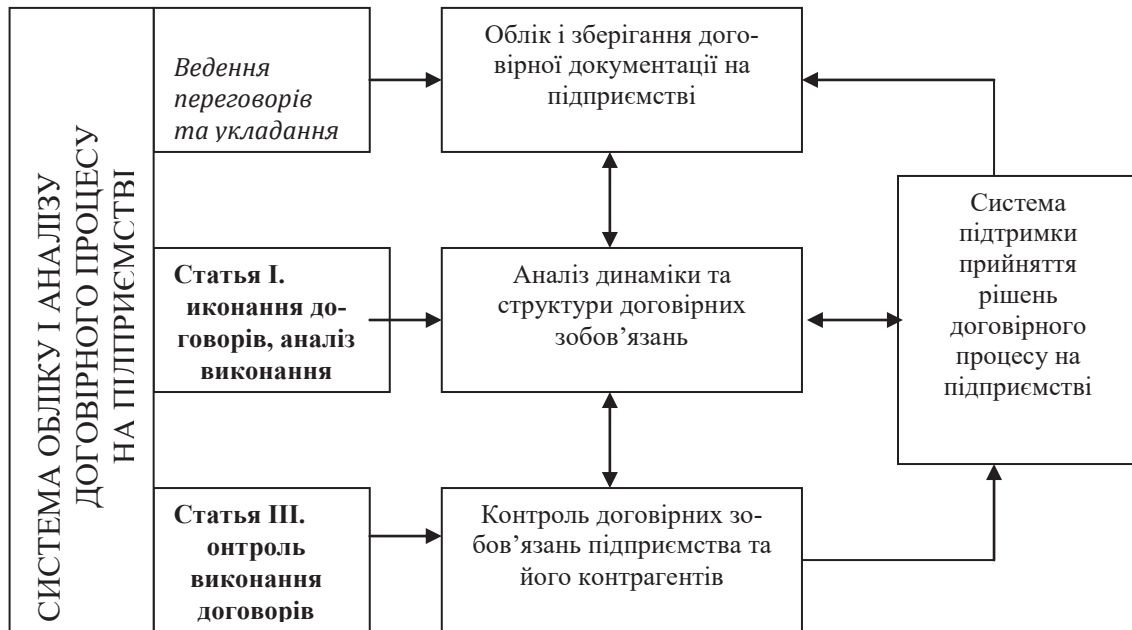 СИСТЕМА ОБЛІКУ І АНАЛІЗУ
ДОГОВІРНОГО ПРОЦЕСУ
НА ПІДПРИЄМСТВІ
Ведення
переговорів
та укладання
Облік і зберігання дого-
вірної документації на
підприємстві
Статья I.
иконання до-
говорів, аналіз
виконання
Аналіз динаміки та
структури договірних
зобов’язань
Система
підтримки
прийняття
рішень
договірного
процесу на
підприємстві
Статья III.
онтроль
виконання
договорів
Контроль договірних зо-
бов’язань підприємства та
його контрагентів